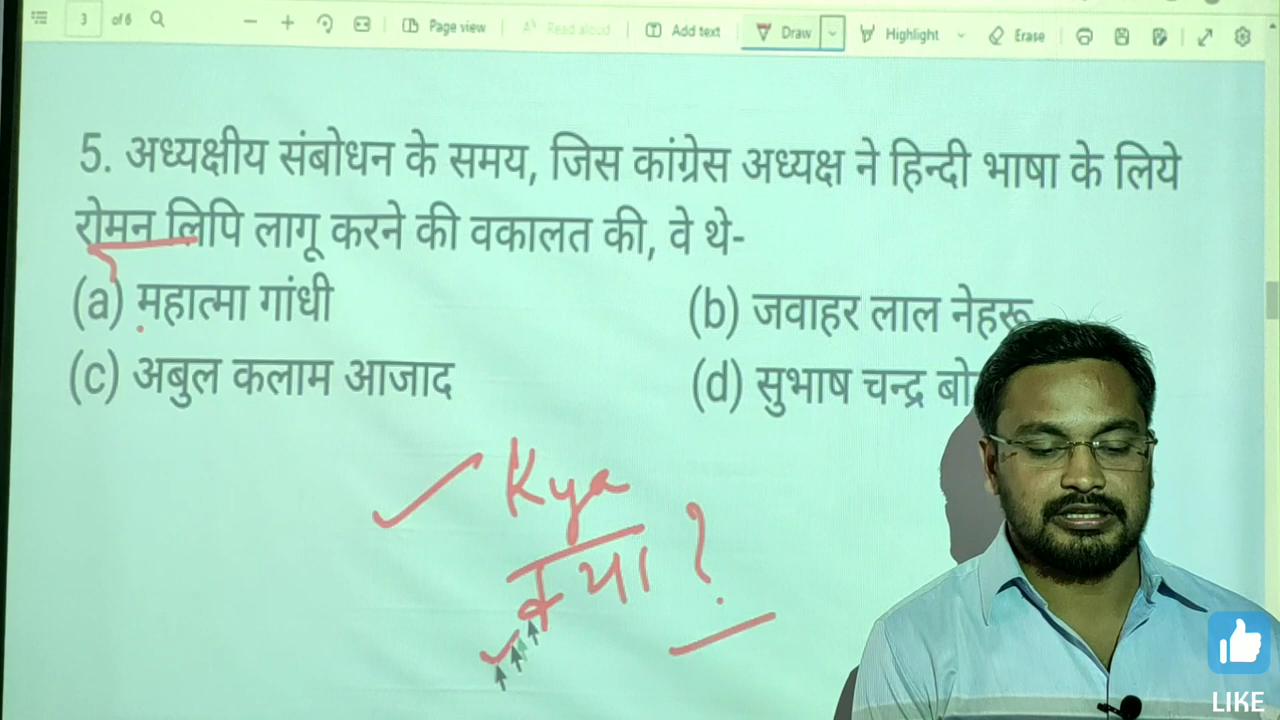 3 of 6 Page view Read aloud Add text Draw Highlight Erase
5. अध्यक्षीय संबोधन के समय, जिस कांग्रेस अध्यक्ष ने हिन्दी भाषा के लिये
रोमन लिपि लागू करने की वकालत की, वे थे-
(a) महात्मा गांधी (b) जवाहर लाल नेहरू
(c) अबुल कलाम आजाद (d) सुभाष चन्द्र
Kya
क्या ?
LIKE